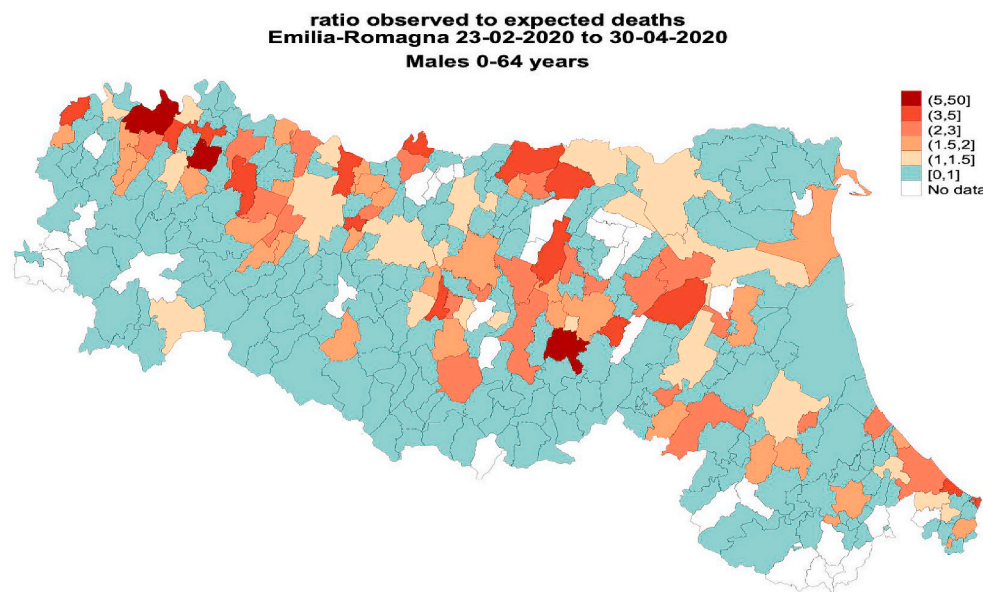 ratio observed to expected deaths
Emilia-Romagna 23-02-2020 to 30-04-2020
Males 0-64 years
(5,50]
(3,5]
(2,3]
(1.5,2]
(1,1.5]
[0,1]
No data